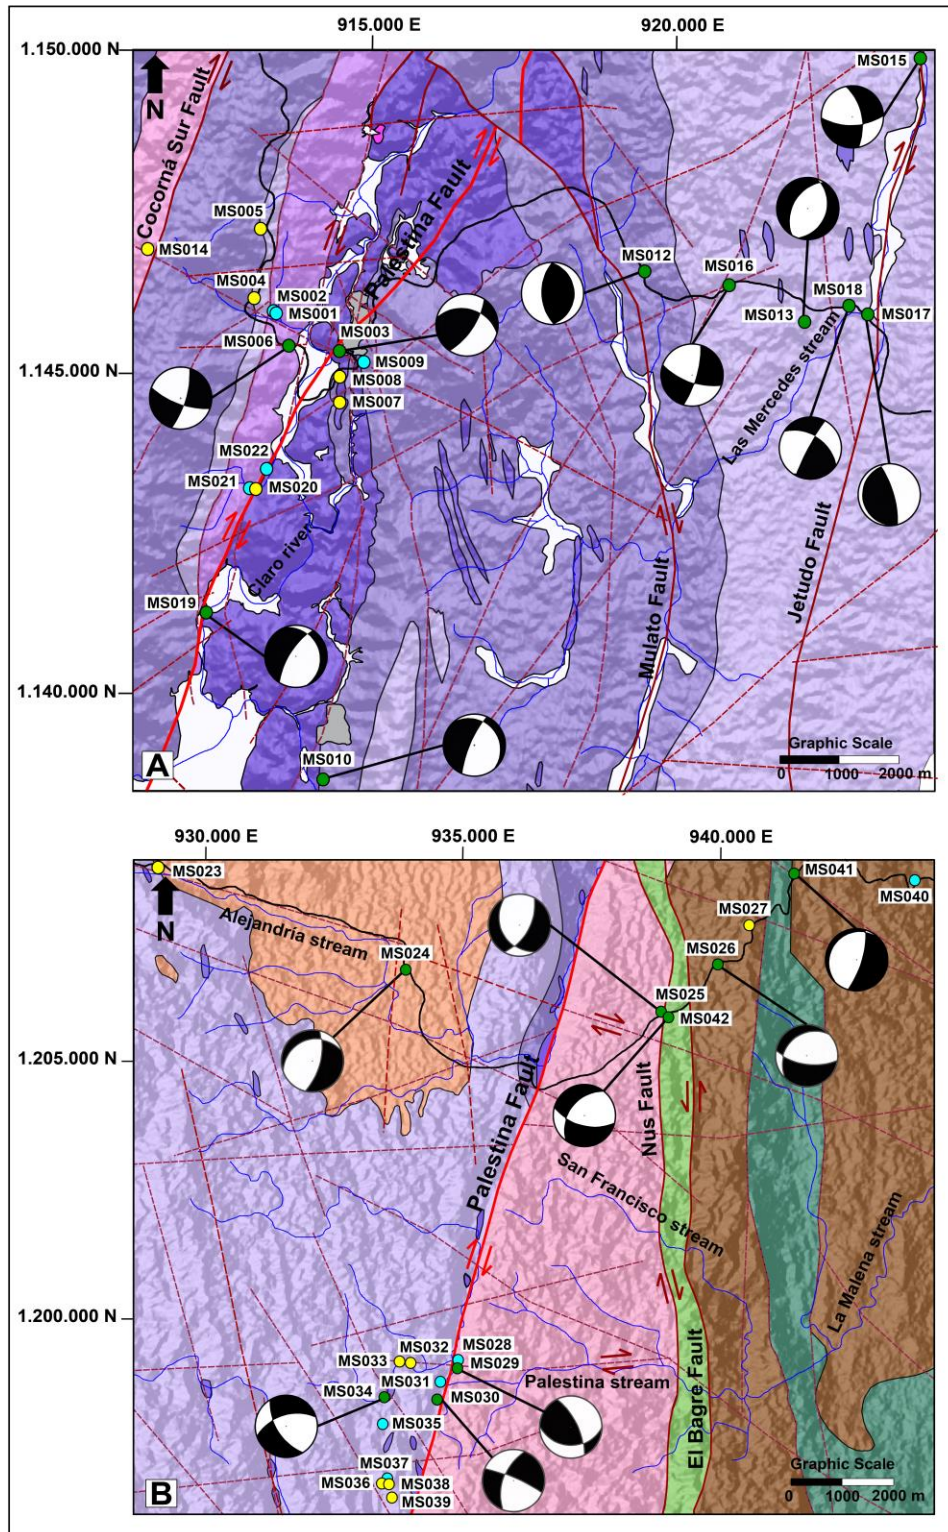 915.000 E
920.000 E
1.150.000 N
N
Cocorná Sur Fault
MS015
MS005
MS014
Palestina Fault
MS012
MS016
MS004
MS002
MS001
MS018
MS013
MS017
MS006
MS003
MS009
1.145.000 N
MS008
MS007
Las Mercedes stream
MS022
MS021
MS020
Claro river
Jetudo Fault
Mulato Fault
MS019
1.140.000 N
MS010
Graphic Scale
0 1000 2000 m
A
930.000 E
935.000 E
940.000 E
MS023
MS041
MS040
N
Alejandría stream
MS027
MS024
MS026
MS025
MS042
1.205.000 N
Palestina Fault
Nus Fault
San Francisco stream
La Malena stream
1.200.000 N
MS032
MS028
MS033
MS029
MS031
Palestina stream
MS034
MS030
MS035
El Bagre Fault
MS037
MS036
MS038
MS039
Graphic Scale
0 1000 2000 m
B